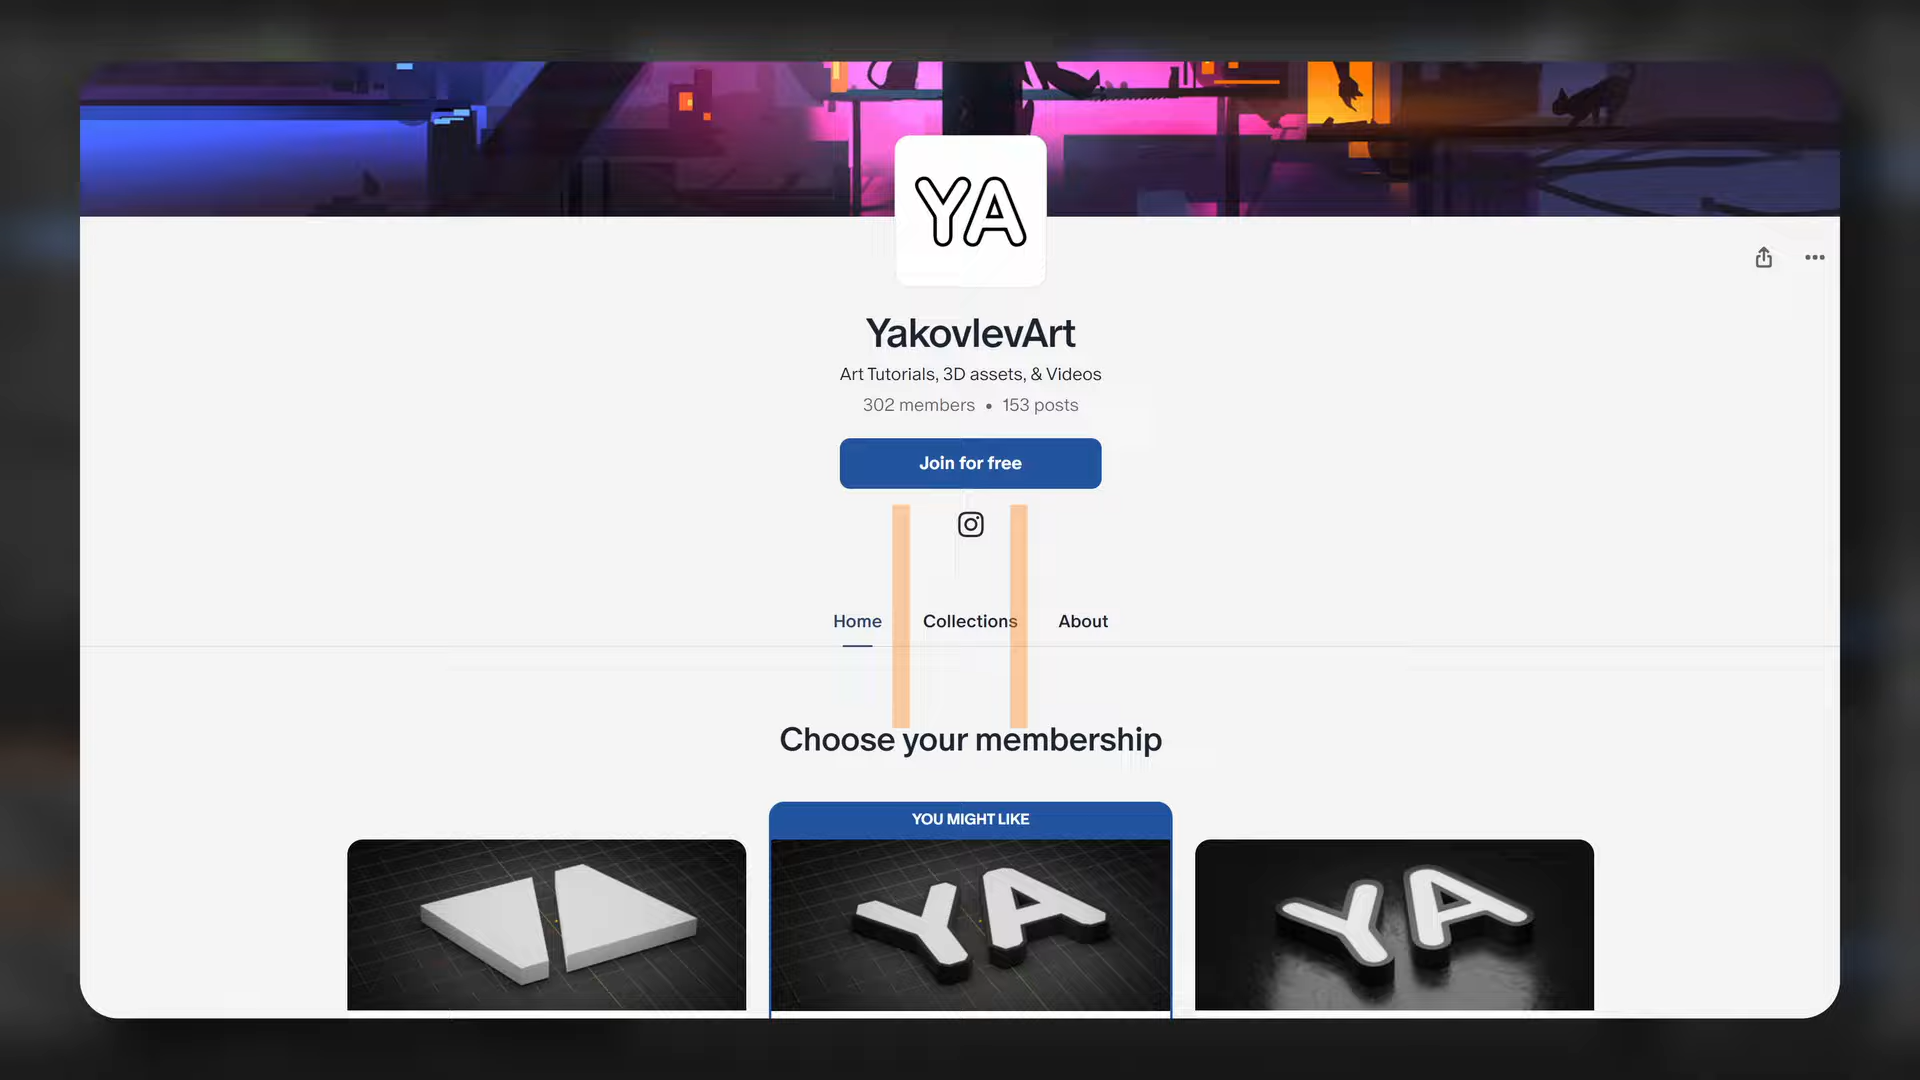 YA
YakovlevArt
Art Tutorials, 3D assets, & Videos
302 members • 153 posts
Join for free
Home Collections About
Choose your membership
YOU MIGHT LIKE
YA
YA